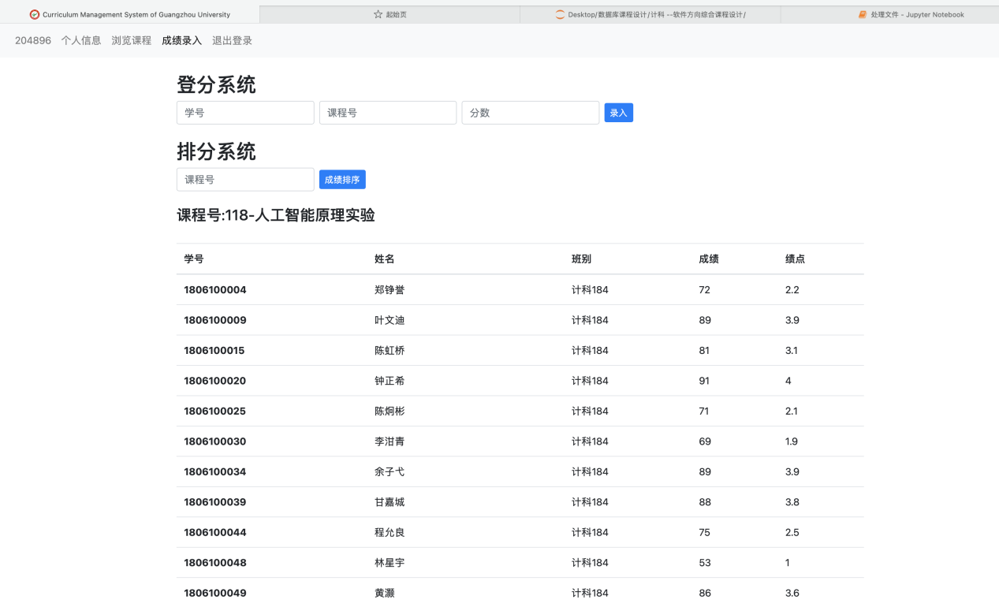 Curriculum Management System of Guangzhou University 起始页 Desktop/数据库课程设计/计科 --软件方向综合课程设计/ 处理文件 - Jupyter Notebook
204896 个人信息 浏览课程 成绩录入 退出登录
登分系统
学号 课程号 分数 录入
排分系统
课程号 成绩排序
课程号:118-人工智能原理实验
学号 姓名 班别 成绩 绩点
1806100004 郑铮誉 计科184 72 2.2
1806100009 叶文迪 计科184 89 3.9
1806100015 陈虹桥 计科184 81 3.1
1806100020 钟正希 计科184 91 4
1806100025 陈炯彬 计科184 71 2.1
1806100030 李泔青 计科184 69 1.9
1806100034 余子弋 计科184 89 3.9
1806100039 甘嘉城 计科184 88 3.8
1806100044 程允良 计科184 75 2.5
1806100048 林星宇 计科184 53 1
1806100049 黄灏 计科184 86 3.6